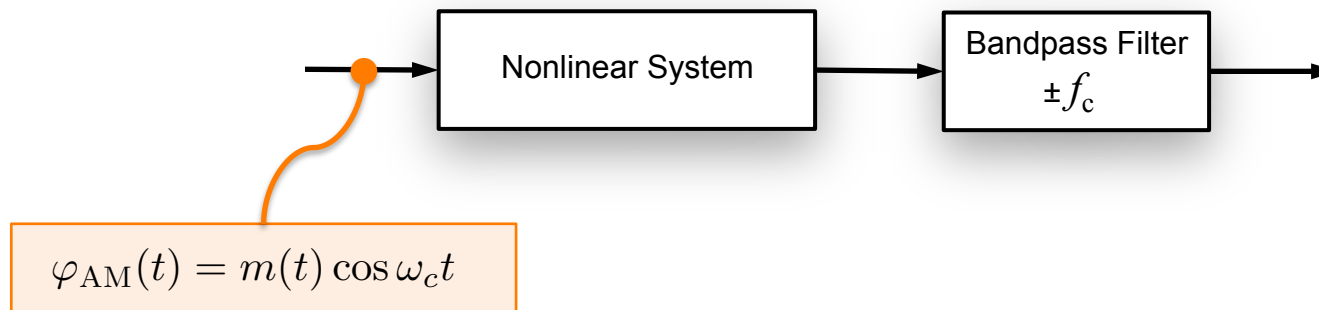 Nonlinear System
Bandpass Filter
±f_c
φ_AM(t) = m(t) cos ω_c t